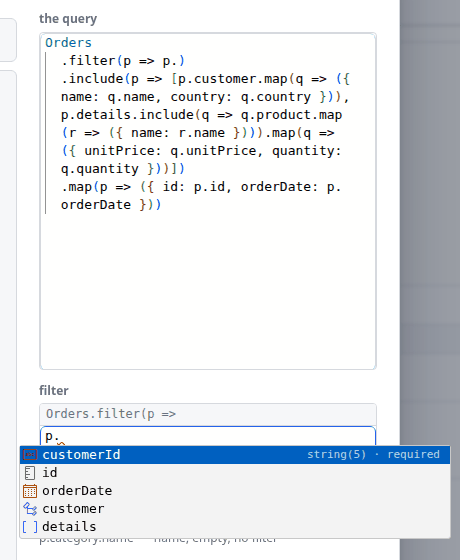 the query
Orders
.filter(p => p.)
.include(p => [p.customer.map(q => ({
name: q.name, country: q.country })),
p.details.include(q => q.product.map
(r => ({ name: r.name }))).map(q =>
({ unitPrice: q.unitPrice, quantity:
q.quantity }))])
.map(p => ({ id: p.id, orderDate: p.
orderDate }))
filter
Orders.filter(p =>
p.
customerId string(5) · required
id
orderDate
customer
details
name, empty, no filter